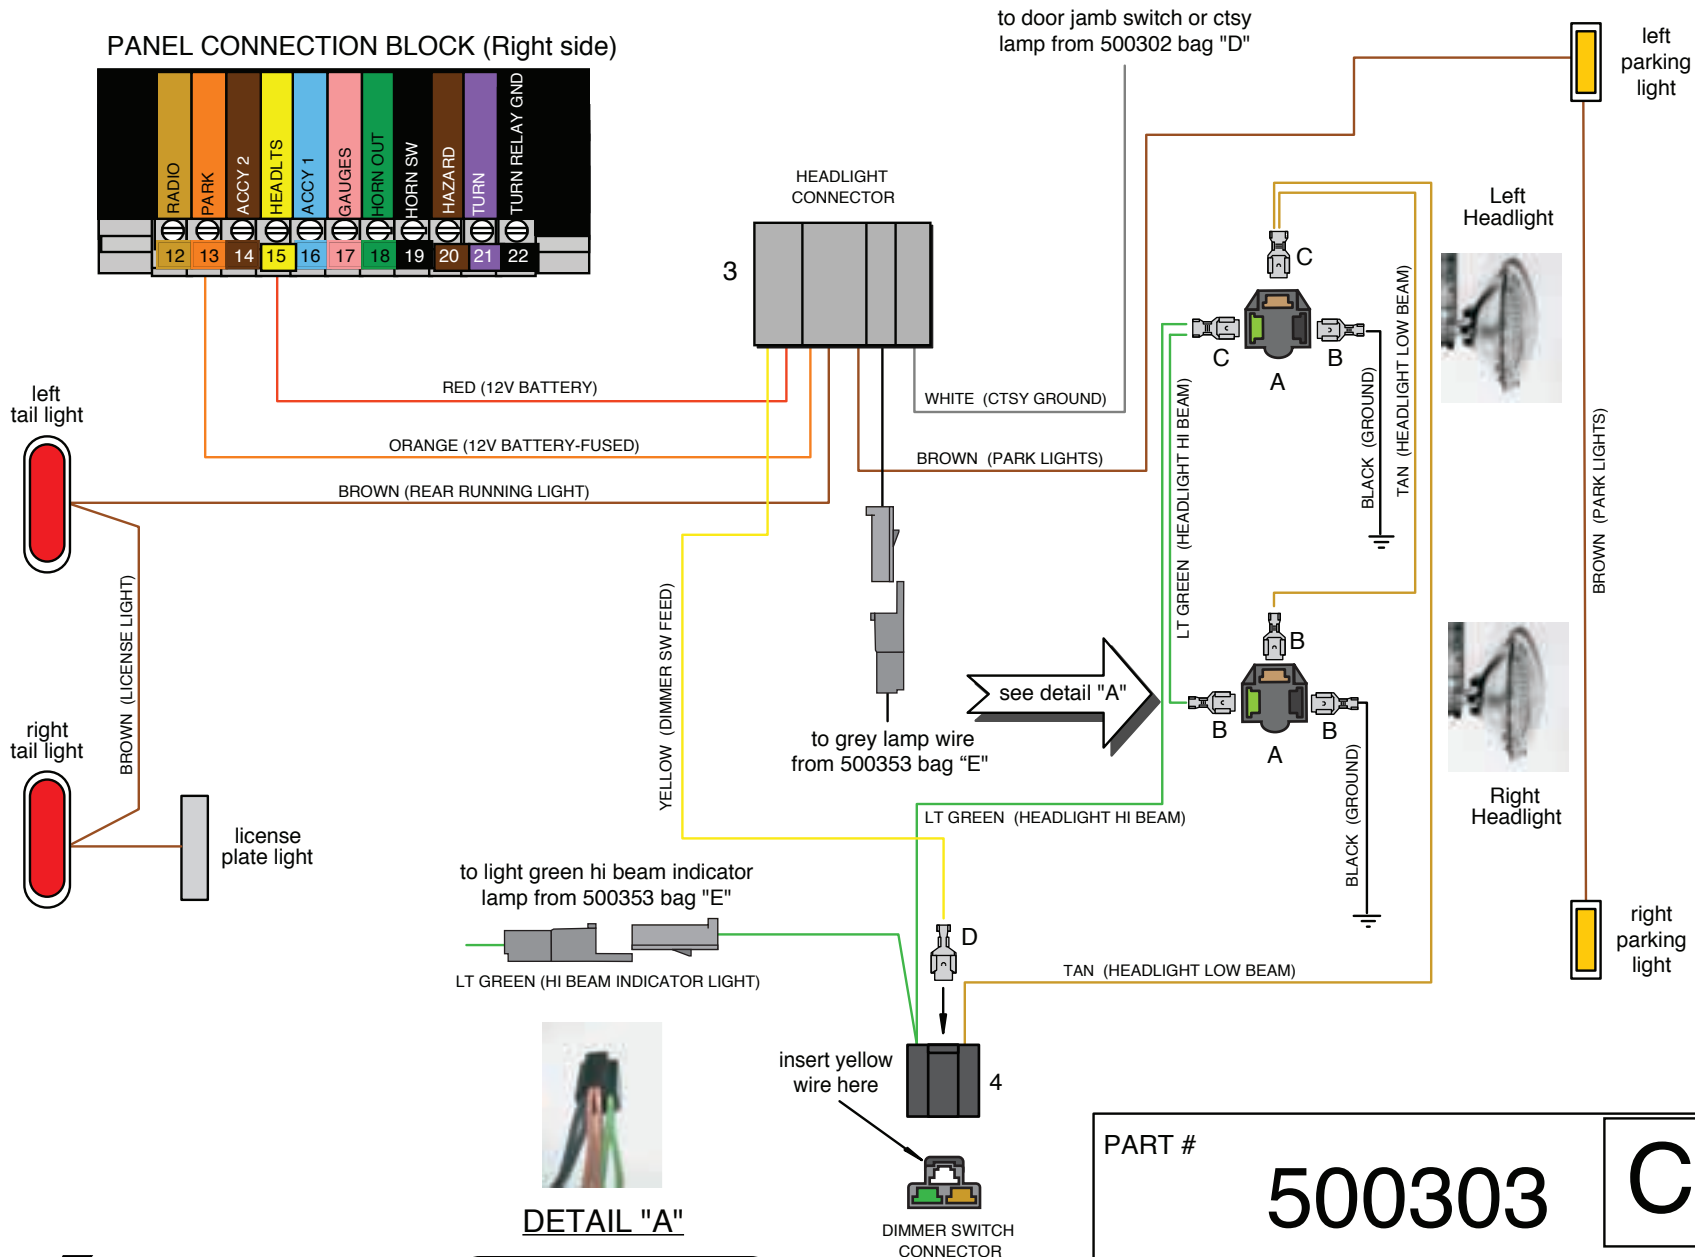 PANEL CONNECTION BLOCK (Right side)
RADIO
PARK
ACCY 2
HEADLTS
ACCY 1
GAUGES
HORN OUT
HORN SW
HAZARD
TURN
TURN RELAY GND
12 13 14 15 16 17 18 19 20 21 22
to door jamb switch or ctsy
lamp from 500302 bag "D"
left
parking
light
HEADLIGHT
CONNECTOR
3
Left
Headlight
C
C
B
A
RED (12V BATTERY)
ORANGE (12V BATTERY-FUSED)
BROWN (REAR RUNNING LIGHT)
WHITE (CTSY GROUND)
BROWN (PARK LIGHTS)
left
tail light
LT GREEN (HEADLIGHT HI BEAM)
BLACK (GROUND)
TAN (HEADLIGHT LOW BEAM)
BROWN (PARK LIGHTS)
BROWN (LICENSE LIGHT)
YELLOW (DIMMER SW FEED)
see detail "A"
B
B
B
A
right
tail light
to grey lamp wire
from 500353 bag "E"
BLACK (GROUND)
Right
Headlight
LT GREEN (HEADLIGHT HI BEAM)
license
plate light
to light green hi beam indicator
lamp from 500353 bag "E"
LT GREEN (HI BEAM INDICATOR LIGHT)
D
TAN (HEADLIGHT LOW BEAM)
right
parking
light
insert yellow
wire here
4
DETAIL "A"
DIMMER SWITCH
CONNECTOR
PART #
500303
C